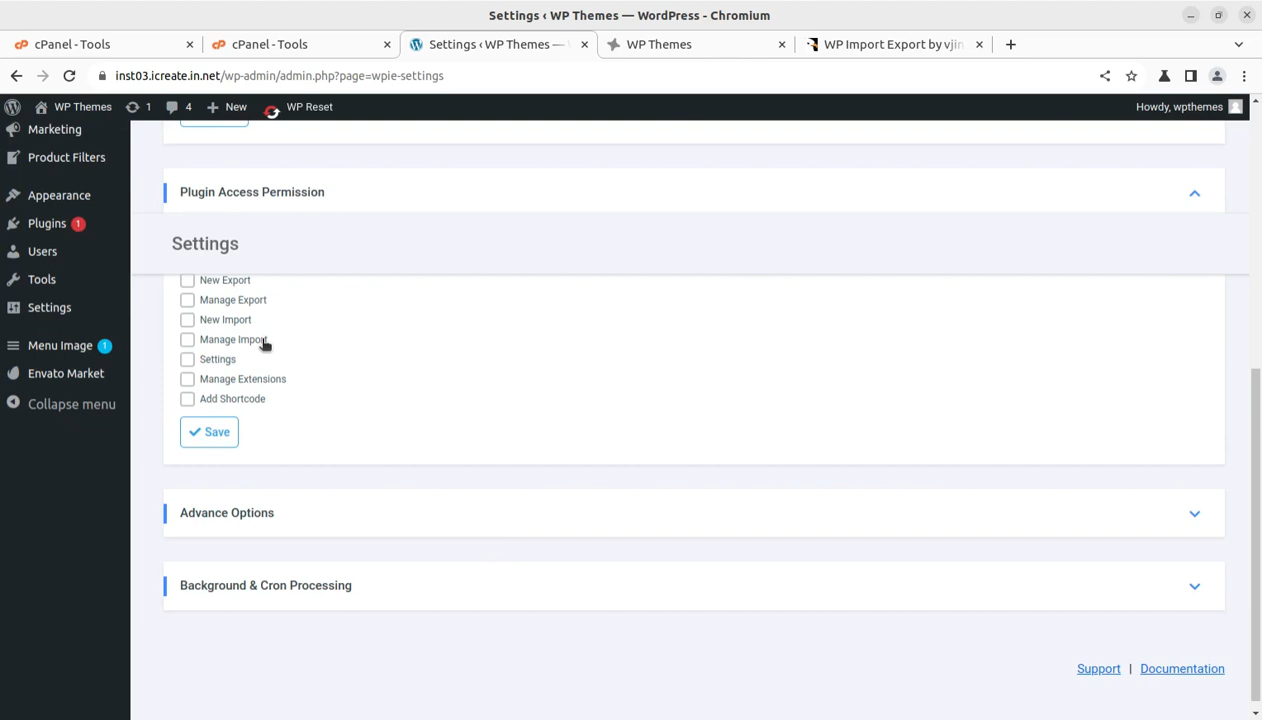 Settings ‹ WP Themes — WordPress - Chromium
cPanel - Tools
cPanel - Tools
Settings ‹ WP Themes —
WP Themes
WP Import Export by vjin
inst03.icreate.in.net/wp-admin/admin.php?page=wpie-settings
WP Themes
1
4
New
WP Reset
Howdy, wpthemes
Marketing
Product Filters
Appearance
Plugins 1
Users
Tools
Settings
Menu Image 1
Envato Market
Collapse menu
Plugin Access Permission
Settings
New Export
Manage Export
New Import
Manage Import
Settings
Manage Extensions
Add Shortcode
Save
Advance Options
Background & Cron Processing
Support | Documentation